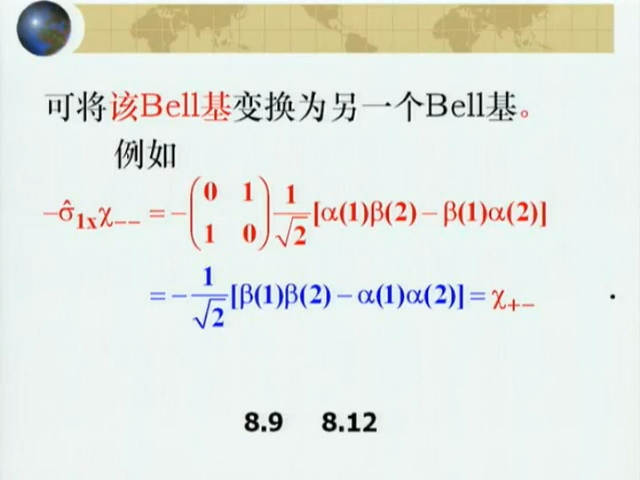 可将该Bell基变换为另一个Bell基。
例如
−σ̂₁ₓχ₋₋ = −(0 1 / 1 0) 1/√2 [α(1)β(2) − β(1)α(2)]
= −1/√2 [β(1)β(2) − α(1)α(2)] = χ₊₋
8.9 8.12